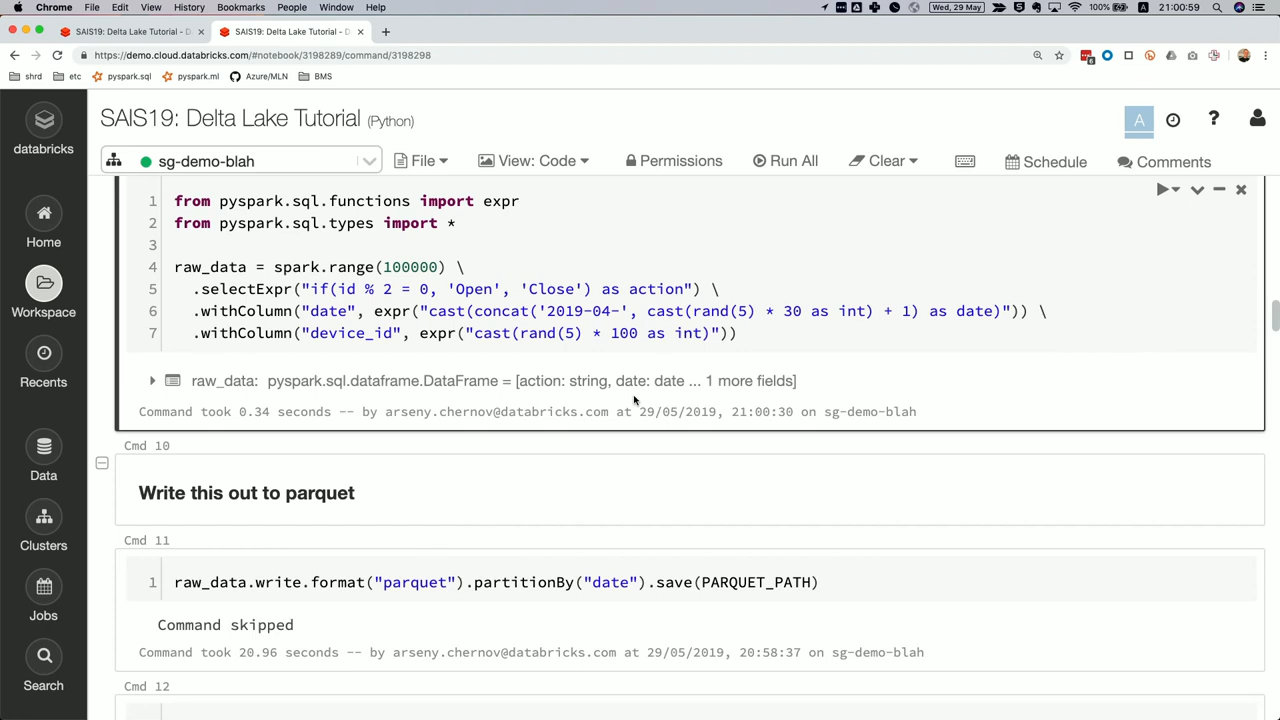 Chrome File Edit View History Bookmarks People Window Help
100% Wed, 29 May A 21:00:59
SAIS19: Delta Lake Tutorial - D
SAIS19: Delta Lake Tutorial - D
https://demo.cloud.databricks.com/#notebook/3198289/command/3198298
shrd etc pyspark.sql pyspark.ml Azure/MLN BMS
SAIS19: Delta Lake Tutorial (Python)
A
?
databricks
Home
Workspace
Recents
Data
Clusters
Jobs
Search
sg-demo-blah
File
View: Code
Permissions
Run All
Clear
Schedule
Comments
1 from pyspark.sql.functions import expr
2 from pyspark.sql.types import *
3
4 raw_data = spark.range(100000) \
5 .selectExpr("if(id % 2 = 0, 'Open', 'Close') as action") \
6 .withColumn("date", expr("cast(concat('2019-04-', cast(rand(5) * 30 as int) + 1) as date)")) \
7 .withColumn("device_id", expr("cast(rand(5) * 100 as int)"))
raw_data: pyspark.sql.dataframe.DataFrame = [action: string, date: date ... 1 more fields]
Command took 0.34 seconds -- by arseny.chernov@databricks.com at 29/05/2019, 21:00:30 on sg-demo-blah
Cmd 10
Write this out to parquet
Cmd 11
1 raw_data.write.format("parquet").partitionBy("date").save(PARQUET_PATH)
Command skipped
Command took 20.96 seconds -- by arseny.chernov@databricks.com at 29/05/2019, 20:58:37 on sg-demo-blah
Cmd 12